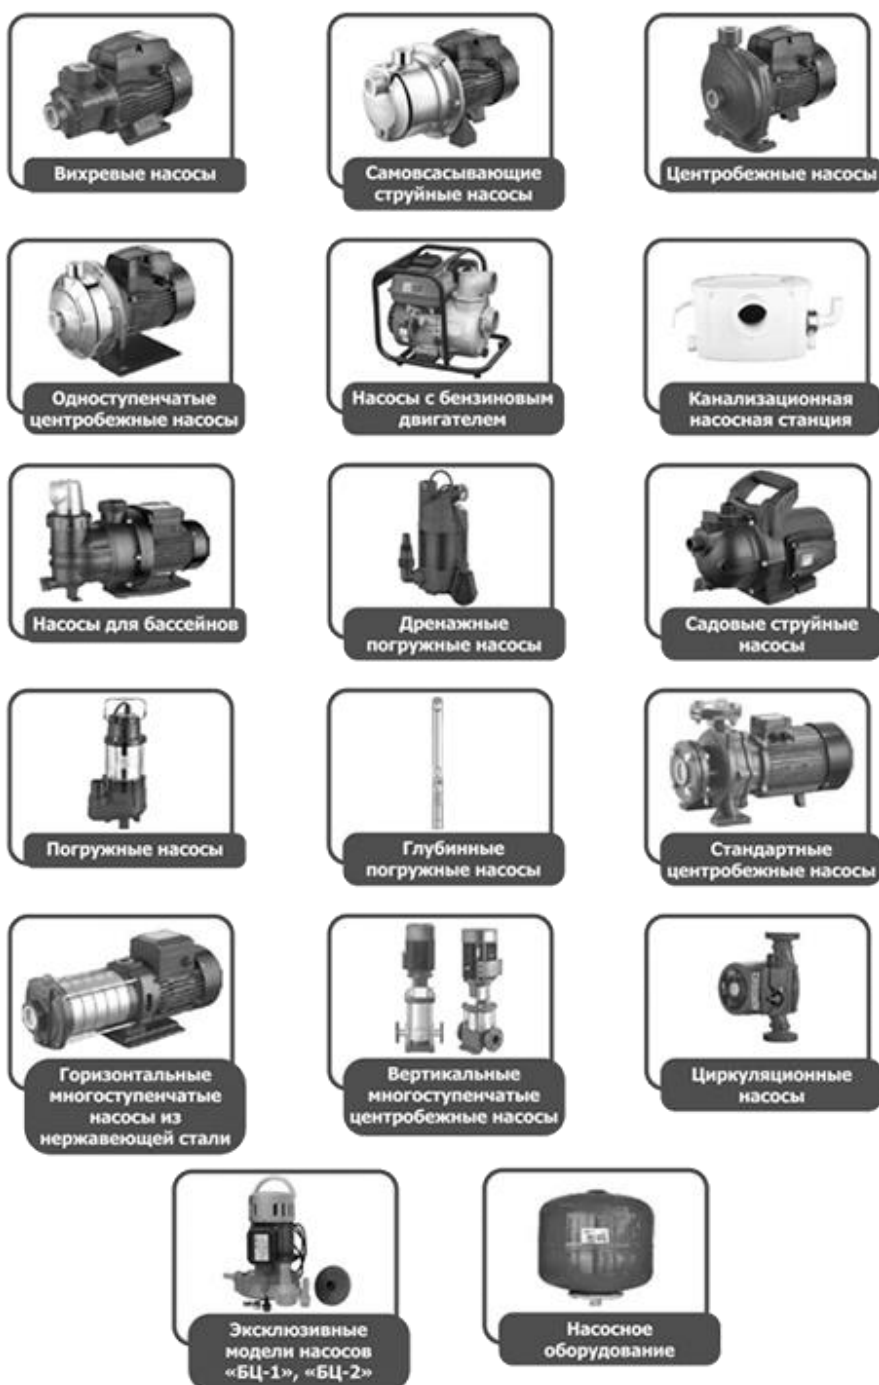 Вихревые насосы
Самовсасывающие
струйные насосы
Центробежные насосы
Одноступенчатые
центробежные насосы
Насосы с бензиновым
двигателем
Канализационная
насосная станция
Насосы для бассейнов
Дренажные
погружные насосы
Садовые струйные
насосы
Погружные насосы
Глубинные
погружные насосы
Стандартные
центробежные насосы
Горизонтальные
многоступенчатые
насосы из
нержавеющей стали
Вертикальные
многоступенчатые
центробежные насосы
Циркуляционные
насосы
Эксклюзивные
модели насосов
«БЦ-1», «БЦ-2»
Насосное
оборудование